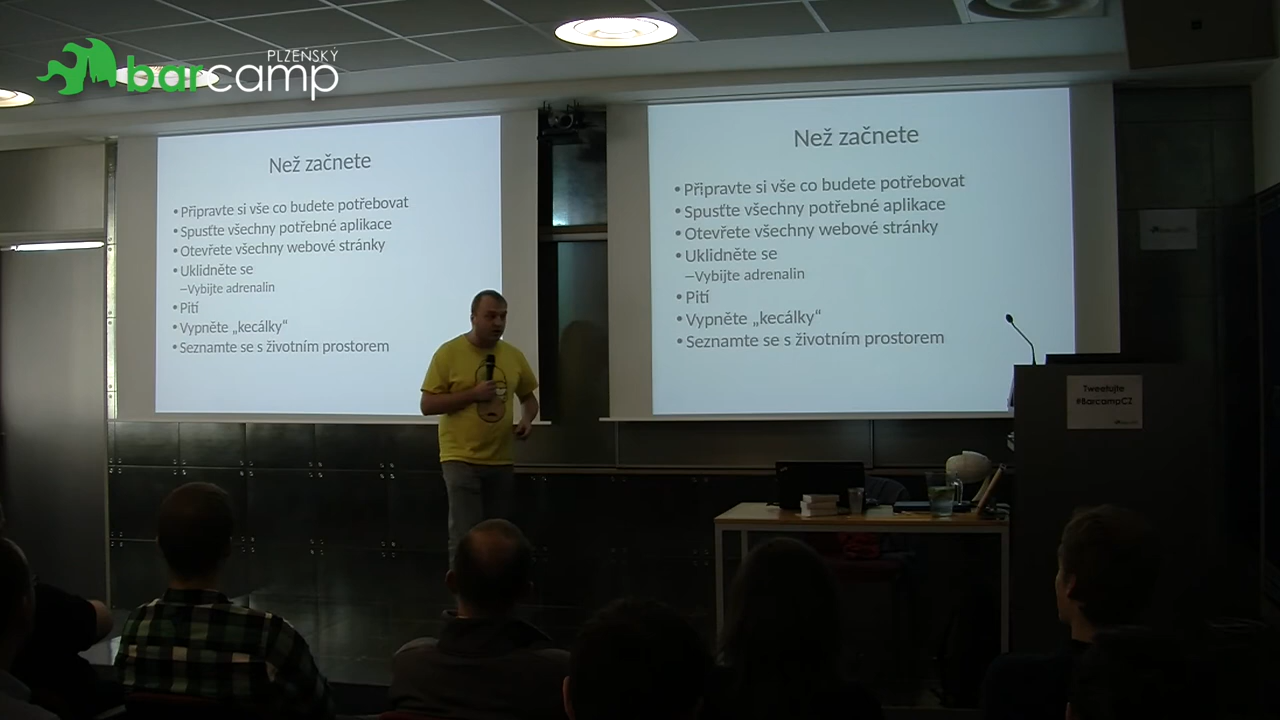 PLZEŇSKÝ
barcamp
Než začnete
• Připravte si vše co budete potřebovat
• Spusťte všechny potřebné aplikace
• Otevřete všechny webové stránky
• Uklidněte se
–Vybijte adrenalin
• Pití
• Vypněte „kecálky“
• Seznamte se s životním prostorem
Než začnete
• Připravte si vše co budete potřebovat
• Spusťte všechny potřebné aplikace
• Otevřete všechny webové stránky
• Uklidněte se
–Vybijte adrenalin
• Pití
• Vypněte „kecálky“
• Seznamte se s životním prostorem
Tweetujte
#BarcampCZ